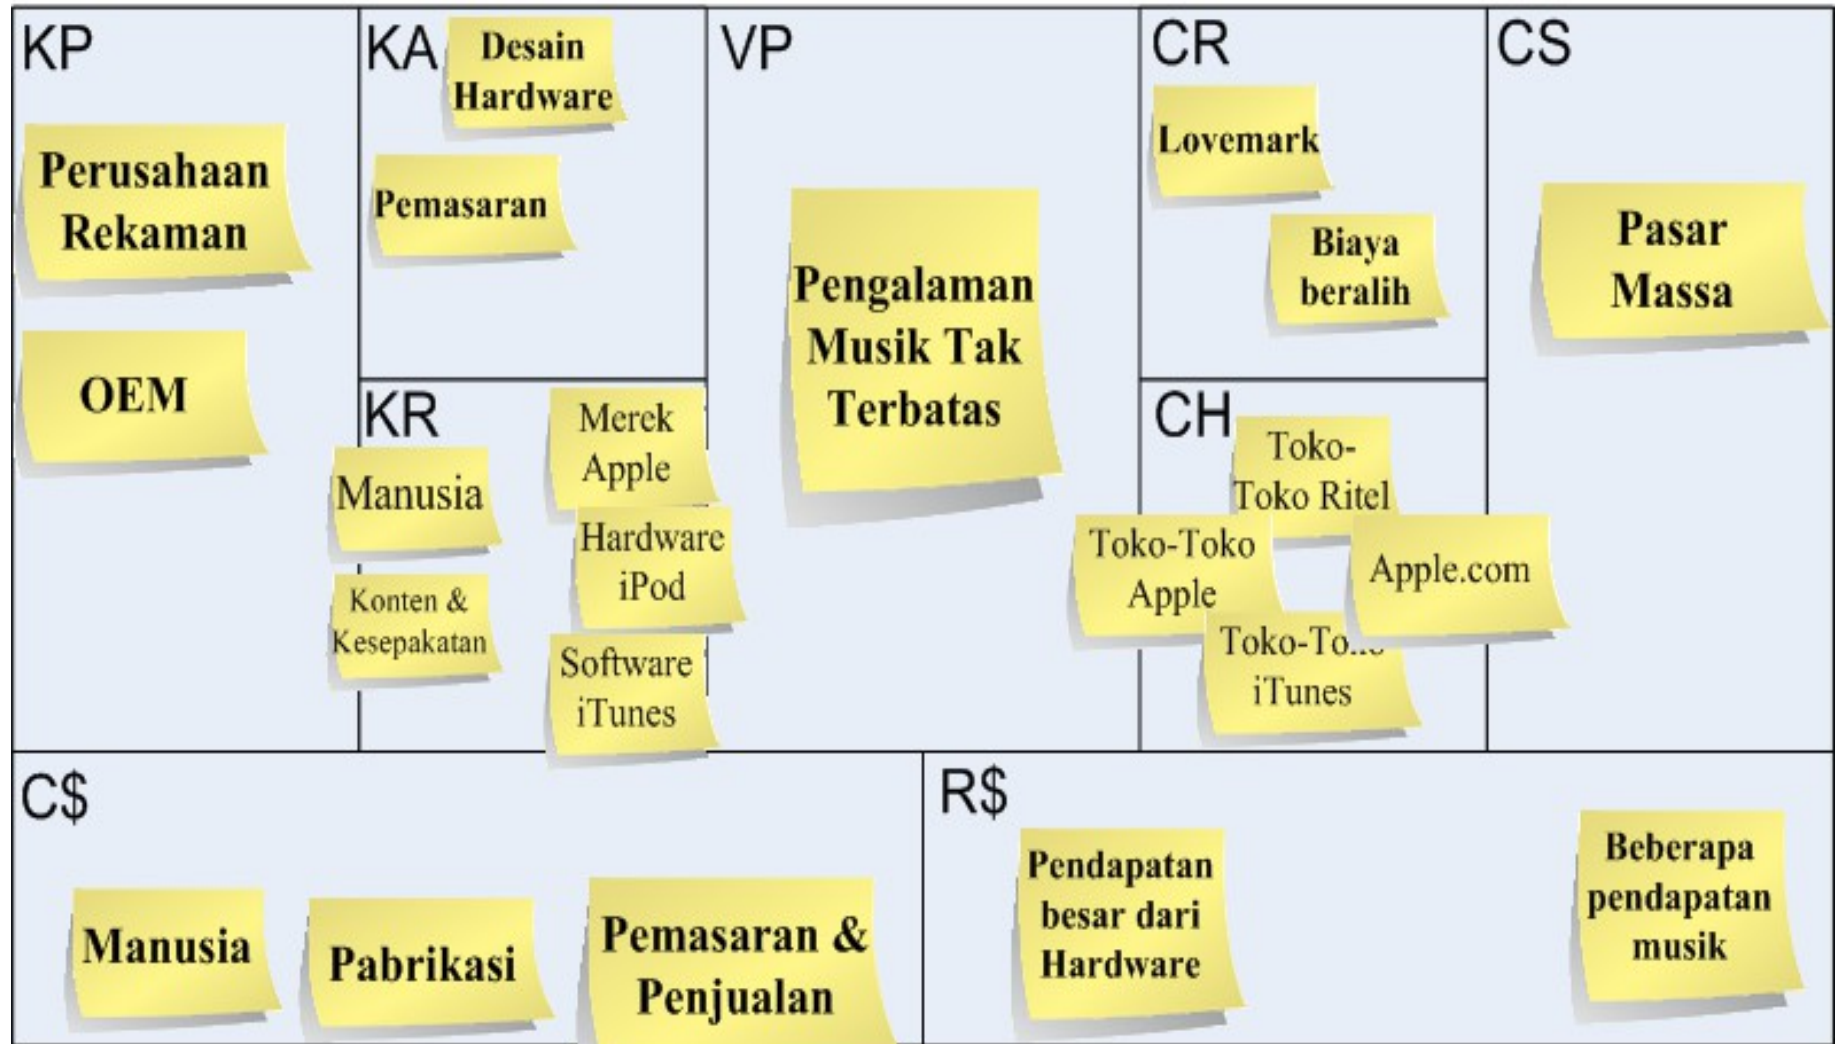 KP
Perusahaan
Rekaman
OEM
KA
Desain
Hardware
Pemasaran
KR
Manusia
Konten &
Kesepakatan
Merek
Apple
Hardware
iPod
Software
iTunes
VP
Pengalaman
Musik Tak
Terbatas
CR
Lovemark
Biaya
beralih
CH
Toko-
Toko Ritel
Toko-Toko
Apple
Apple.com
iTunes
CS
Pasar
Massa
C$
Manusia
Pabrikasi
Pemasaran &
Penjualan
R$
Pendapatan
besar dari
Hardware
Beberapa
pendapatan
musik